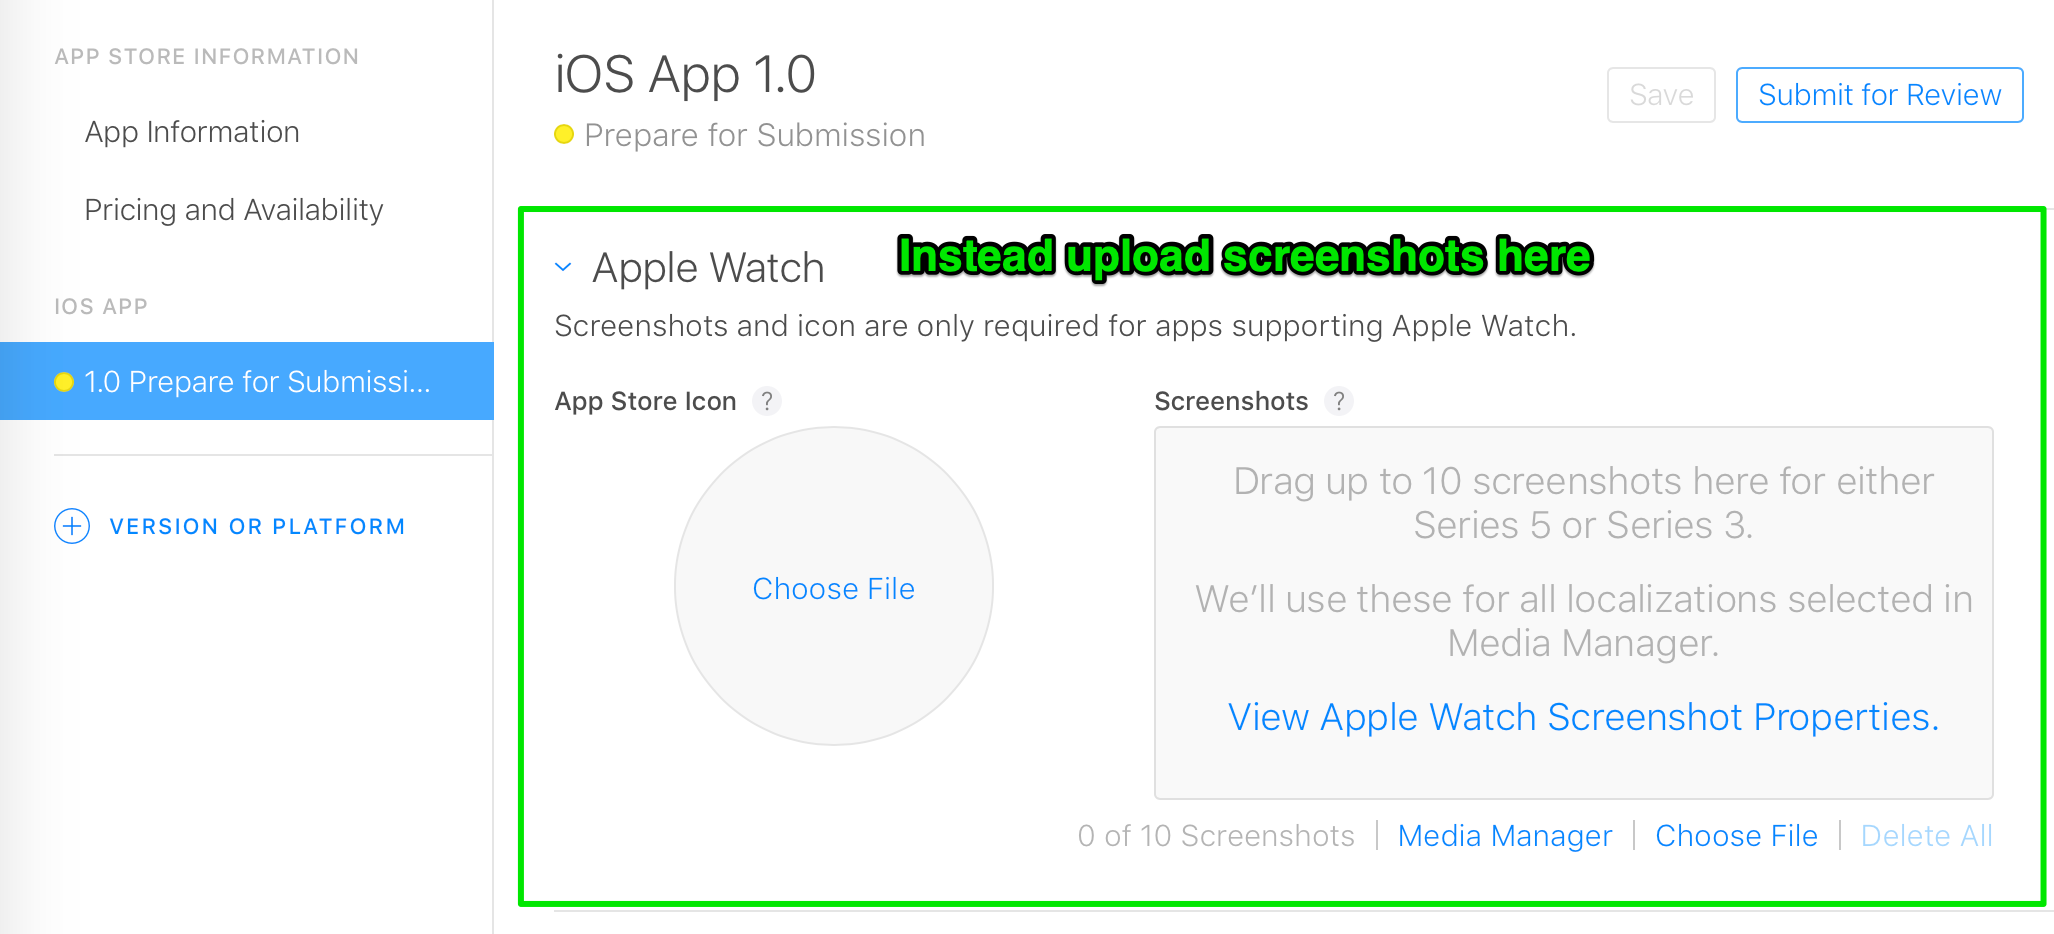 APP STORE INFORMATION
App Information
Pricing and Availability
IOS APP
1.0 Prepare for Submissi...
VERSION OR PLATFORM
iOS App 1.0
Prepare for Submission
Save
Submit for Review
Apple Watch
Instead upload screenshots here
Screenshots and icon are only required for apps supporting Apple Watch.
App Store Icon ?
Choose File
Screenshots ?
Drag up to 10 screenshots here for either
Series 5 or Series 3.
We’ll use these for all localizations selected in
Media Manager.
View Apple Watch Screenshot Properties.
0 of 10 Screenshots | Media Manager | Choose File | Delete All